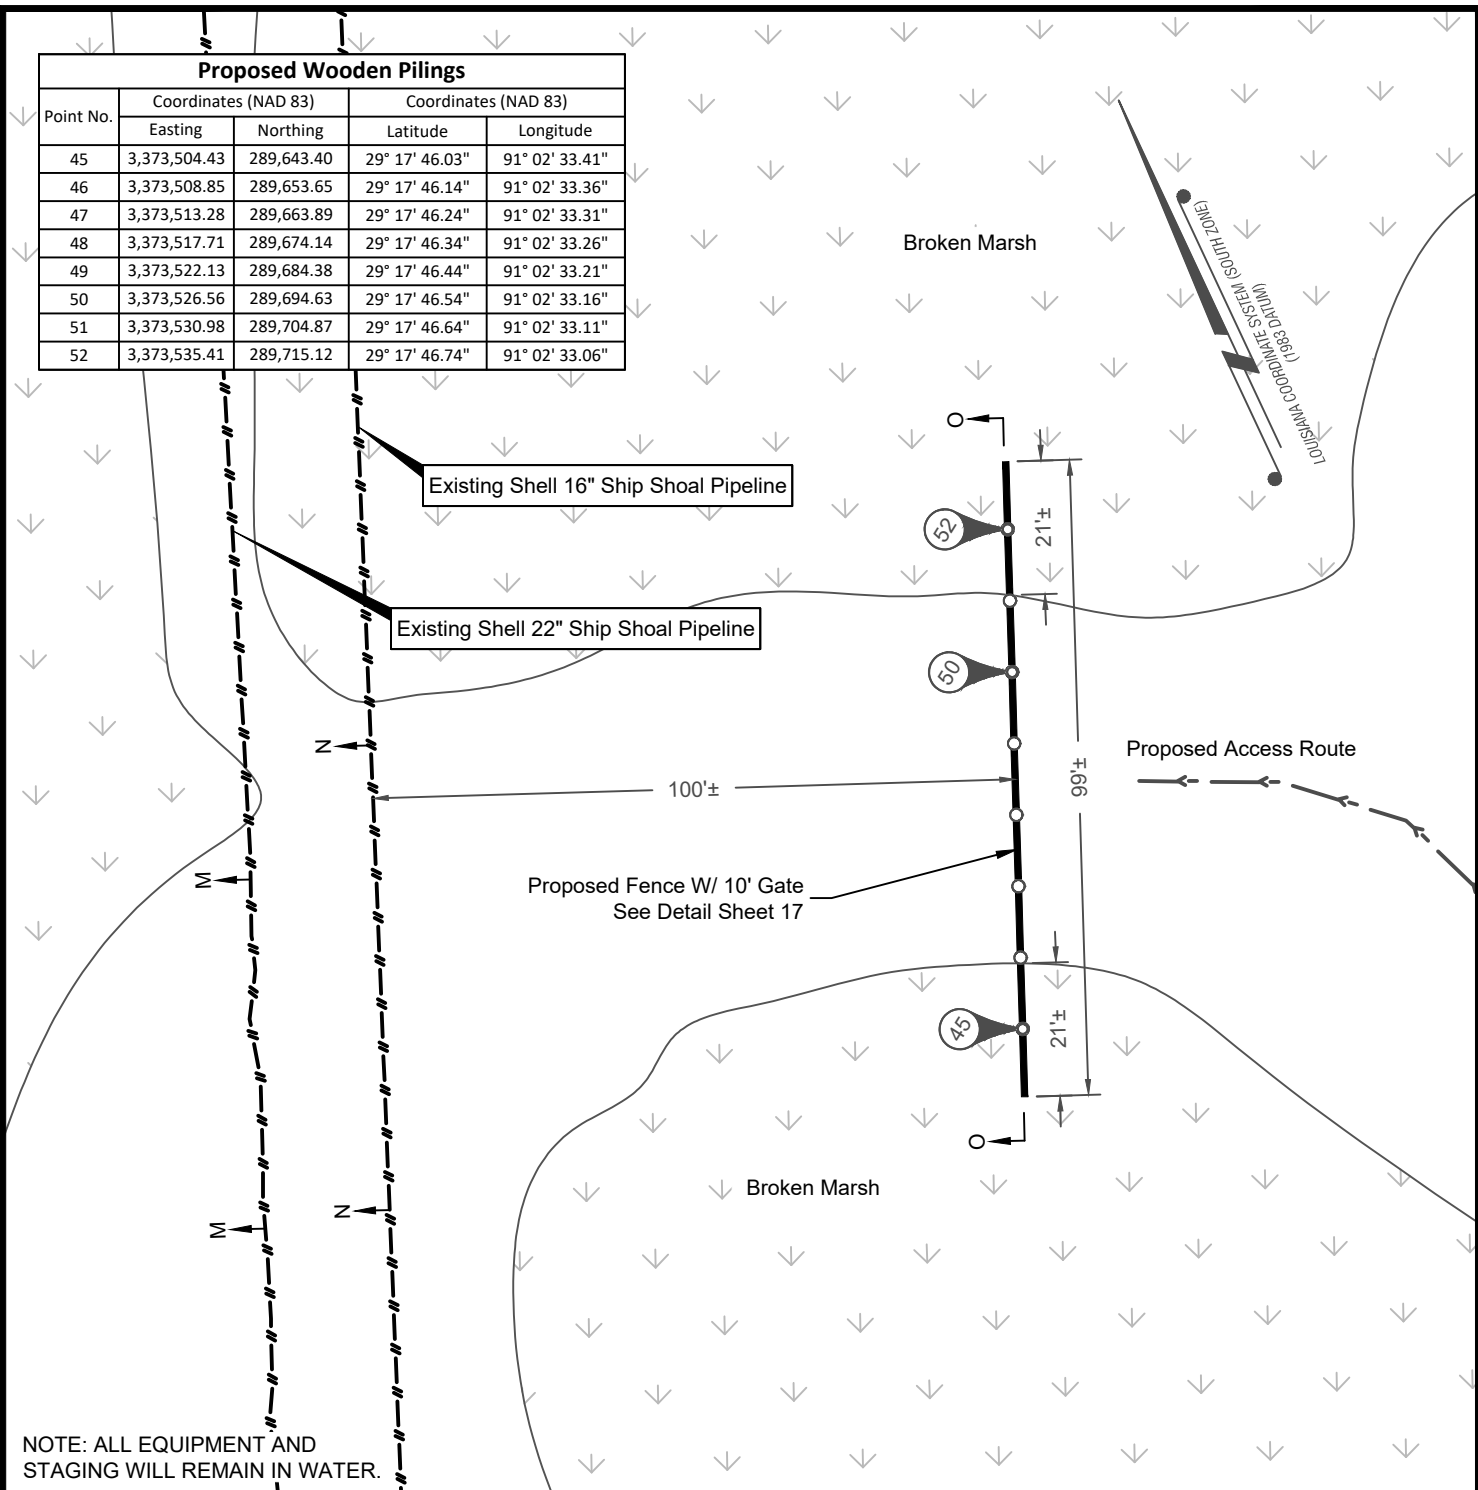 Proposed Wooden Pilings
Point No. Coordinates (NAD 83) Coordinates (NAD 83)
Easting Northing Latitude Longitude
45 3,373,504.43 289,643.40 29° 17' 46.03" 91° 02' 33.41"
46 3,373,508.85 289,653.65 29° 17' 46.14" 91° 02' 33.36"
47 3,373,513.28 289,663.89 29° 17' 46.24" 91° 02' 33.31"
48 3,373,517.71 289,674.14 29° 17' 46.34" 91° 02' 33.26"
49 3,373,522.13 289,684.38 29° 17' 46.44" 91° 02' 33.21"
50 3,373,526.56 289,694.63 29° 17' 46.54" 91° 02' 33.16"
51 3,373,530.98 289,704.87 29° 17' 46.64" 91° 02' 33.11"
52 3,373,535.41 289,715.12 29° 17' 46.74" 91° 02' 33.06"
Broken Marsh
LOUISIANA COORDINATE SYSTEM (SOUTH ZONE)
(1983 DATUM)
O
Existing Shell 16" Ship Shoal Pipeline
52
21'±
Existing Shell 22" Ship Shoal Pipeline
50
N
Proposed Access Route
99'±
100'±
M
Proposed Fence W/ 10' Gate
See Detail Sheet 17
45
21'±
O
Broken Marsh
N
M
NOTE: ALL EQUIPMENT AND
STAGING WILL REMAIN IN WATER.